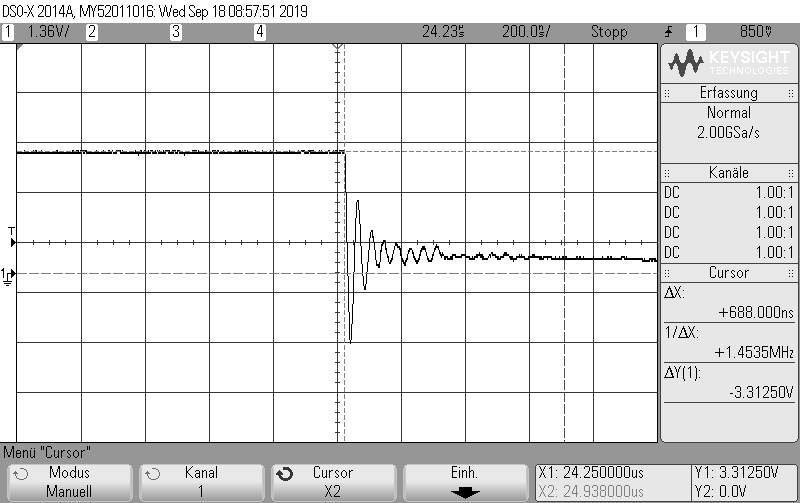 DSO-X 2014A, MY52011016: Wed Sep 18 08:57:51 2019
1 1.36V/ 2 3 4 24.23µs 200.0ns/ Stopp 1 850mV
KEYSIGHT
TECHNOLOGIES
Erfassung
Normal
2.00GSa/s
Kanäle
DC 1.00:1
DC 1.00:1
DC 1.00:1
DC 1.00:1
Cursor
ΔX:
+688.000ns
1/ΔX:
+1.4535MHz
ΔY(1):
-3.31250V
T
1
Menü "Cursor"
Modus
Manuell
Kanal
1
Cursor
X2
Einh.
X1: 24.250000us
X2: 24.938000us
Y1: 3.31250V
Y2: 0.0V